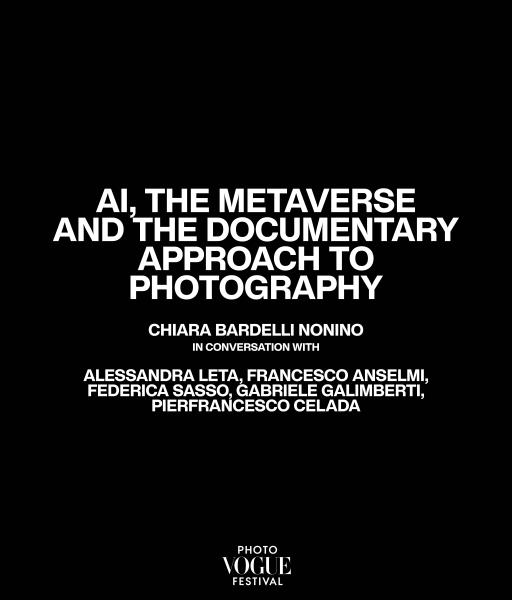 AI, THE METAVERSE
AND THE DOCUMENTARY
APPROACH TO
PHOTOGRAPHY
CHIARA BARDELLI NONINO
IN CONVERSATION WITH
ALESSANDRA LETA, FRANCESCO ANSELMI,
FEDERICA SASSO, GABRIELE GALIMBERTI,
PIERFRANCESCO CELADA
PHOTO
VOGUE
FESTIVAL